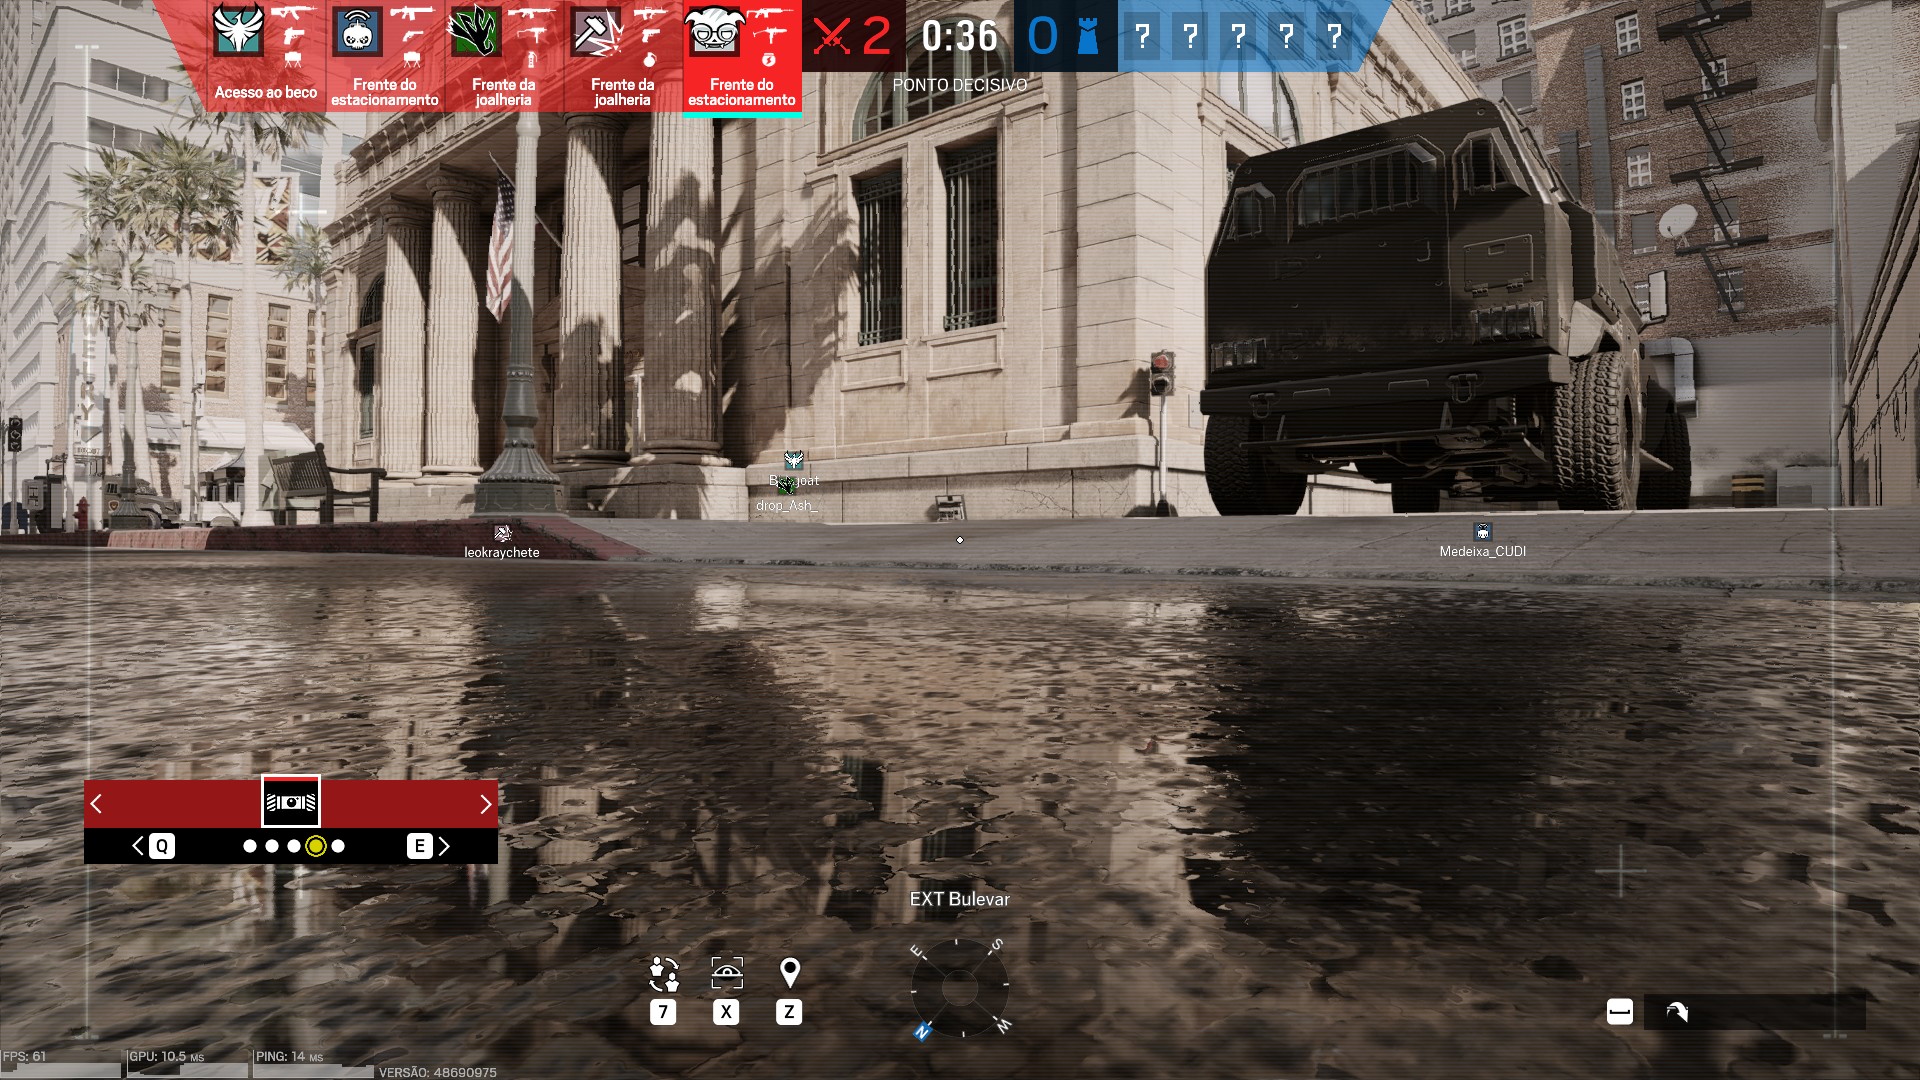 Acesso ao beco
Frente do
estacionamento
Frente da
joalheria
Frente da
joalheria
Frente do
estacionamento
2
0:36
0
? ? ? ? ?
PONTO DECISIVO
drop_Ash_
leokraychete
Medeixa_CUDI
Q
E
EXT Bulevar
E
S
N
W
7
X
Z
FPS: 61
GPU: 10.5 MS
PING: 14 MS
VERSÃO: 48690975